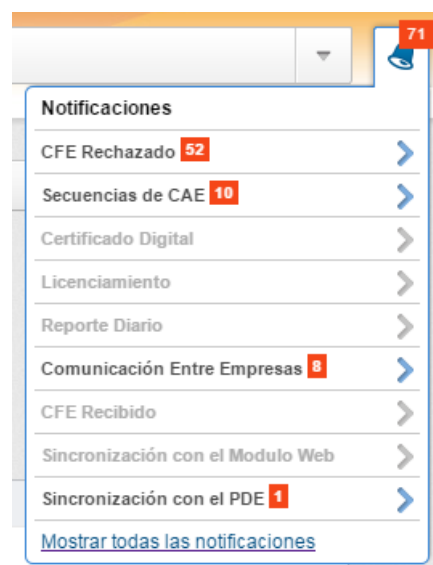 71
Notificaciones
CFE Rechazado 52
Secuencias de CAE 10
Certificado Digital
Licenciamiento
Reporte Diario
Comunicación Entre Empresas 8
CFE Recibido
Sincronización con el Modulo Web
Sincronización con el PDE 1
Mostrar todas las notificaciones